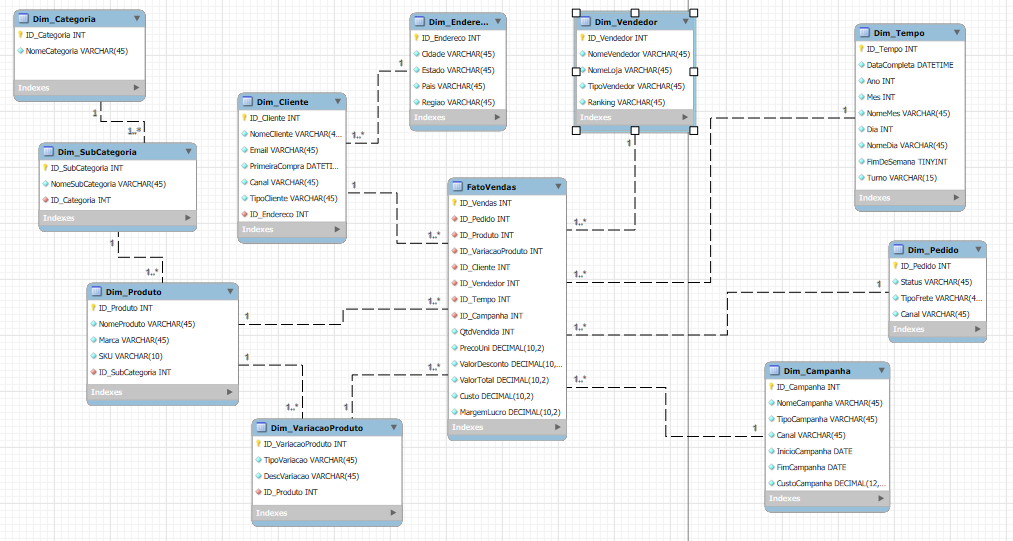 Dim_Categoria
ID_Categoria INT
NomeCategoria VARCHAR(45)
Indexes
1
1..*
Dim_SubCategoria
ID_SubCategoria INT
NomeSubCategoria VARCHAR(45)
ID_Categoria INT
Indexes
1
1..*
Dim_Produto
ID_Produto INT
NomeProduto VARCHAR(45)
Marca VARCHAR(45)
SKU VARCHAR(10)
ID_SubCategoria INT
Indexes
1
1..*
1
1..*
Dim_VariacaoProduto
ID_VariacaoProduto INT
TipoVariacao VARCHAR(45)
DescVariacao VARCHAR(45)
ID_Produto INT
Indexes
1
1..*
Dim_Cliente
ID_Cliente INT
NomeCliente VARCHAR(4...
Email VARCHAR(45)
PrimeiraCompra DATETI...
Canal VARCHAR(45)
TipoCliente VARCHAR(45)
ID_Endereco INT
Indexes
1..*
1
1
1..*
Dim_Endere...
ID_Endereco INT
Cidade VARCHAR(45)
Estado VARCHAR(45)
Pais VARCHAR(45)
Regiao VARCHAR(45)
Indexes
Dim_Vendedor
ID_Vendedor INT
NomeVendedor VARCHAR(45)
NomeLoja VARCHAR(45)
TipoVendedor VARCHAR(45)
Ranking VARCHAR(45)
Indexes
1
1..*
FatoVendas
ID_Vendas INT
ID_Pedido INT
ID_Produto INT
ID_VariacaoProduto INT
ID_Cliente INT
ID_Vendedor INT
ID_Tempo INT
ID_Campanha INT
QtdVendida INT
PrecoUni DECIMAL(10,2)
ValorDesconto DECIMAL(10,...
ValorTotal DECIMAL(10,2)
Custo DECIMAL(10,2)
MargemLucro DECIMAL(10,2)
Indexes
1..*
1
Dim_Tempo
ID_Tempo INT
DataCompleta DATETIME
Ano INT
Mes INT
NomeMes VARCHAR(45)
Dia INT
NomeDia VARCHAR(45)
FimDeSemana TINYINT
Turno VARCHAR(15)
Indexes
1..*
1
Dim_Pedido
ID_Pedido INT
Status VARCHAR(45)
TipoFrete VARCHAR(4...
Canal VARCHAR(45)
Indexes
1..*
1
Dim_Campanha
ID_Campanha INT
NomeCampanha VARCHAR(45)
TipoCampanha VARCHAR(45)
Canal VARCHAR(45)
InicioCampanha DATE
FimCampanha DATE
CustoCampanha DECIMAL(12,...
Indexes